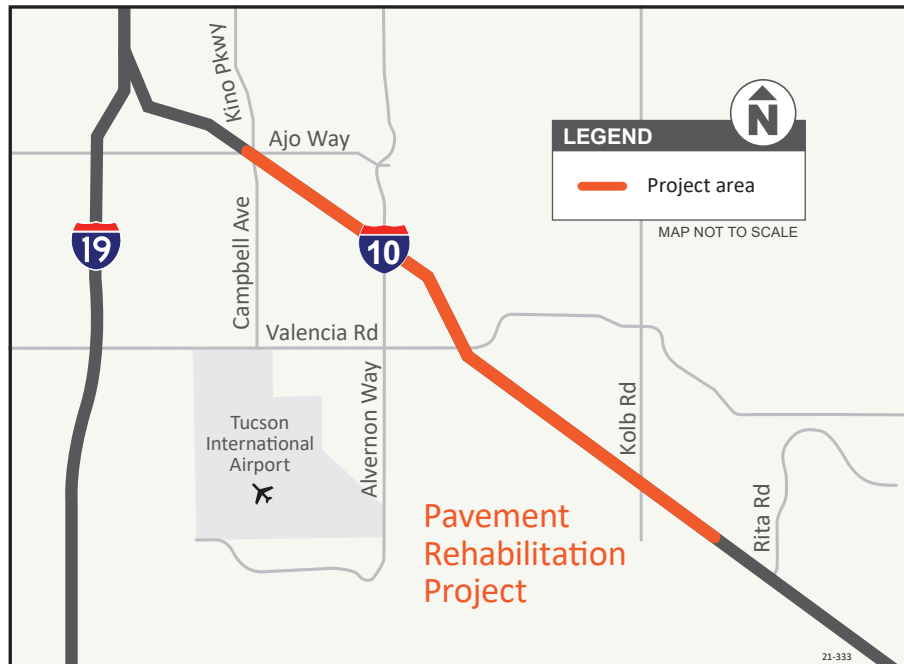 Kino Pkwy
Ajo Way
N
LEGEND
Project area
MAP NOT TO SCALE
19
10
Campbell Ave
Valencia Rd
Alvernon Way
Kolb Rd
Rita Rd
Tucson
International
Airport
Pavement
Rehabilitation
Project
21-333